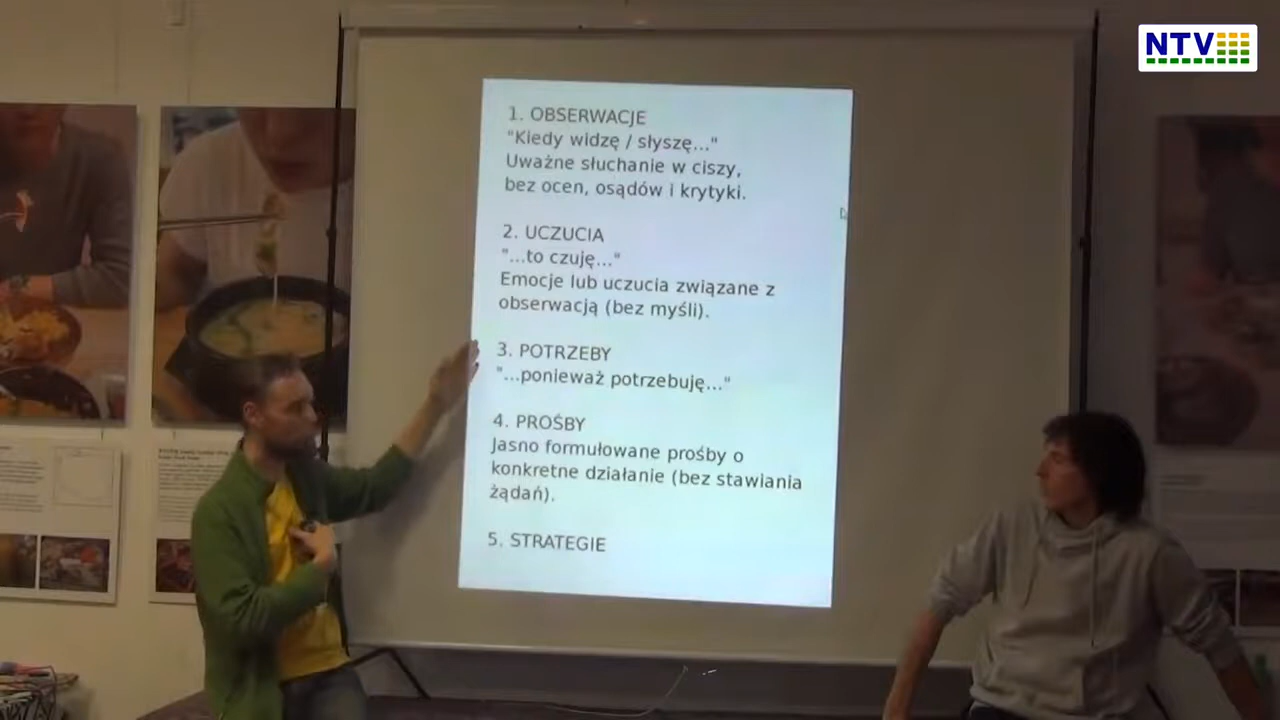 NTV
1. OBSERWACJE
"Kiedy widzę / słyszę..."
Uważne słuchanie w ciszy,
bez ocen, osądów i krytyki.
2. UCZUCIA
"...to czuję..."
Emocje lub uczucia związane z
obserwacją (bez myśli).
3. POTRZEBY
"...ponieważ potrzebuję..."
4. PROŚBY
Jasno formułowane prośby o
konkretne działanie (bez stawiania
żądań).
5. STRATEGIE